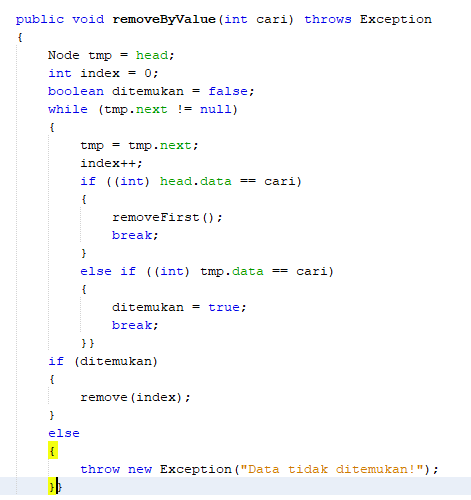 public void removeByValue(int cari) throws Exception
{
Node tmp = head;
int index = 0;
boolean ditemukan = false;
while (tmp.next != null)
{
tmp = tmp.next;
index++;
if ((int) head.data == cari)
{
removeFirst();
break;
}
else if ((int) tmp.data == cari)
{
ditemukan = true;
break;
}}
if (ditemukan)
{
remove(index);
}
else
{
throw new Exception("Data tidak ditemukan!");
}}